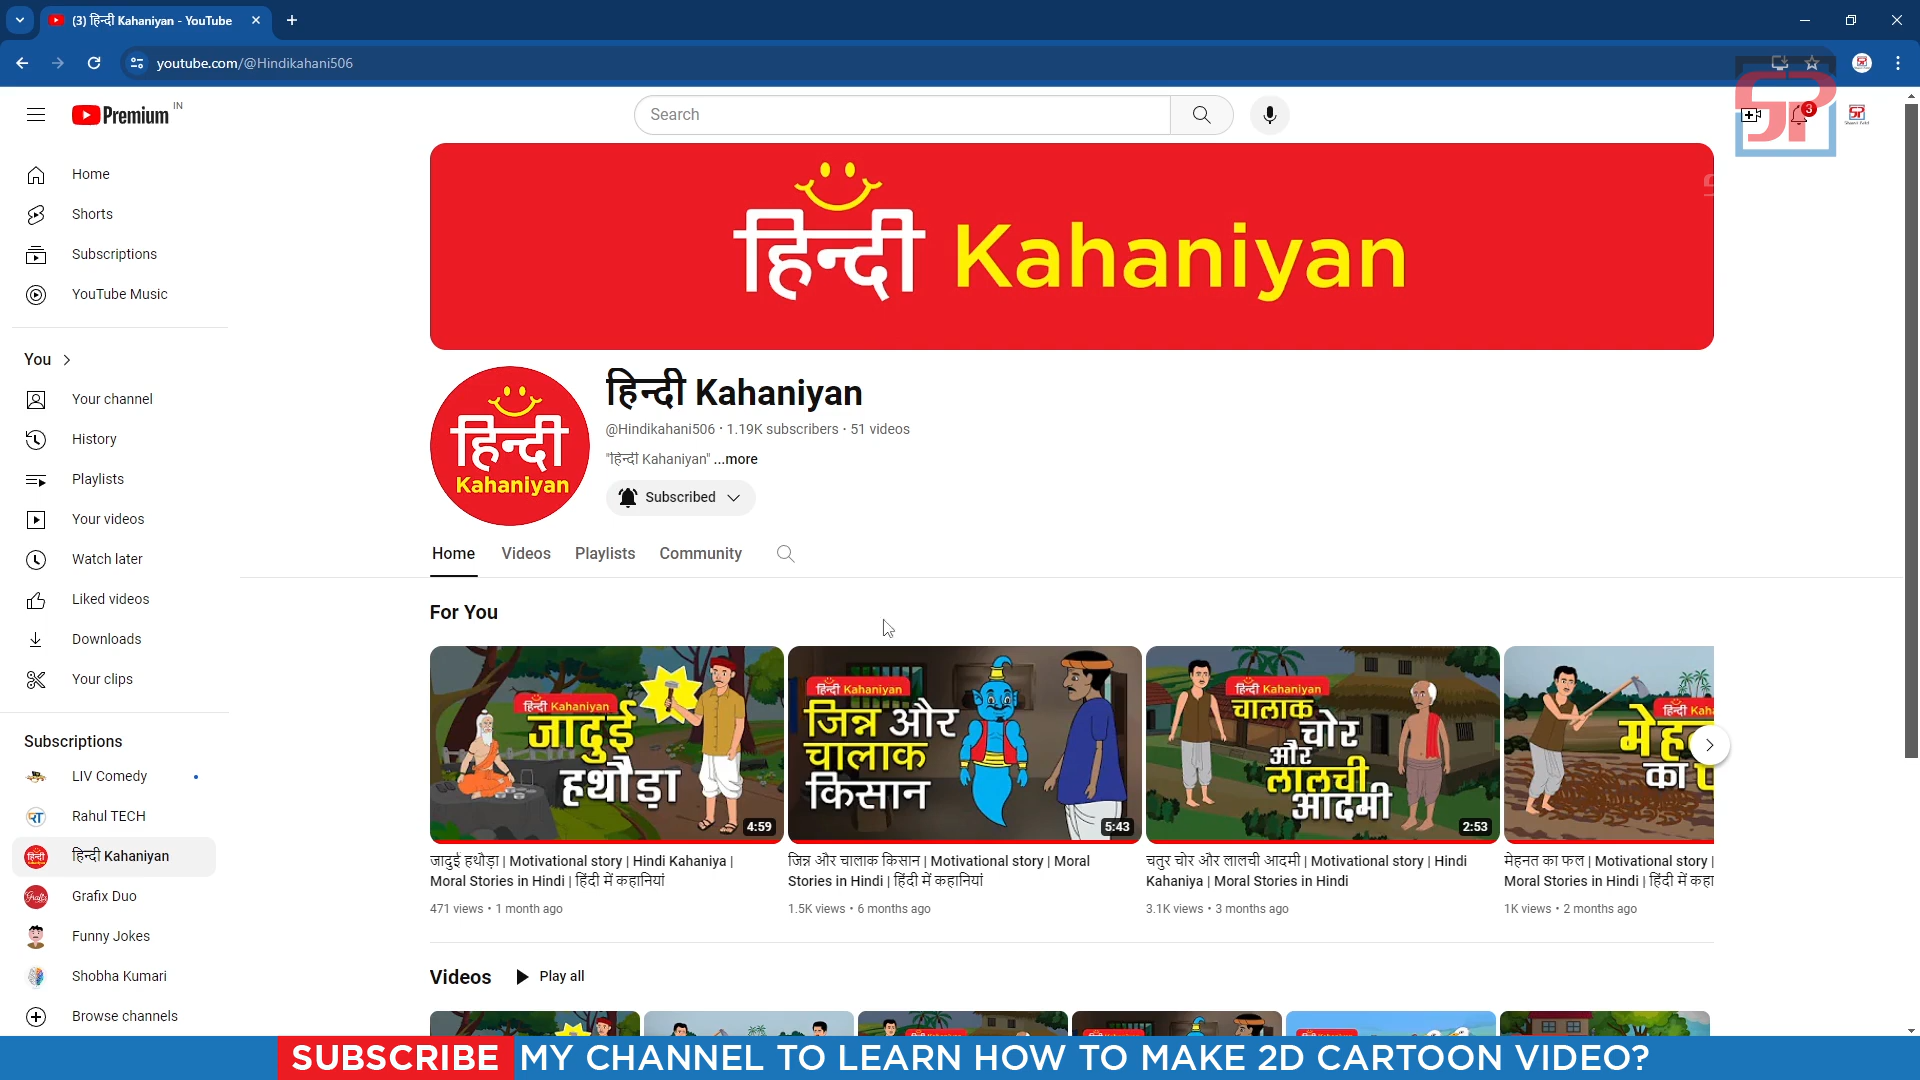 (3) हिन्दी Kahaniyan - YouTube
youtube.com/@Hindikahani506
Premium IN
Search
3
SP
Home
Shorts
Subscriptions
YouTube Music
You
Your channel
History
Playlists
Your videos
Watch later
Liked videos
Downloads
Your clips
Subscriptions
LIV Comedy
Rahul TECH
हिन्दी Kahaniyan
Grafix Duo
Funny Jokes
Shobha Kumari
Browse channels
हिन्दी Kahaniyan
हिन्दी
Kahaniyan
हिन्दी Kahaniyan
@Hindikahani506 • 1.19K subscribers • 51 videos
"हिन्दी Kahaniyan" ...more
Subscribed
Home Videos Playlists Community
For You
हिन्दी Kahaniyan
जादुई
हथौड़ा
4:59
हिन्दी Kahaniyan
जिन्न और
चालाक
किसान
5:43
हिन्दी Kahaniyan
चालाक
चोर
और
लालची
आदमी
2:53
हिन्दी Kah
मेह
का
जादुई हथौड़ा | Motivational story | Hindi Kahaniya |
Moral Stories in Hindi | हिंदी में कहानियां
471 views • 1 month ago
जिन्न और चालाक किसान | Motivational story | Moral
Stories in Hindi | हिंदी में कहानियां
1.5K views • 6 months ago
चतुर चोर और लालची आदमी | Motivational story | Hindi
Kahaniya | Moral Stories in Hindi
3.1K views • 3 months ago
मेहनत का फल | Motivational story |
Moral Stories in Hindi | हिंदी में कहा
1K views • 2 months ago
Videos Play all
SUBSCRIBE MY CHANNEL TO LEARN HOW TO MAKE 2D CARTOON VIDEO?